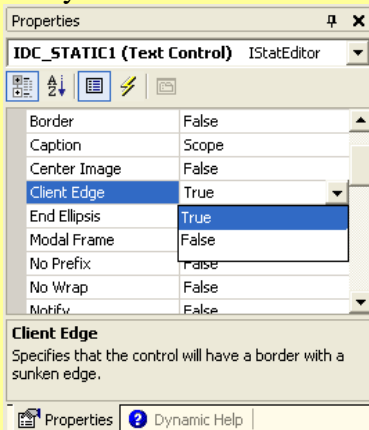 Properties
IDC_STATIC1 (Text Control) IStatEditor
Border False
Caption Scope
Center Image False
Client Edge True
End Ellipsis True
Modal Frame False
No Prefix False
No Wrap False
Notify False
Client Edge
Specifies that the control will have a border with a
sunken edge.
Properties Dynamic Help